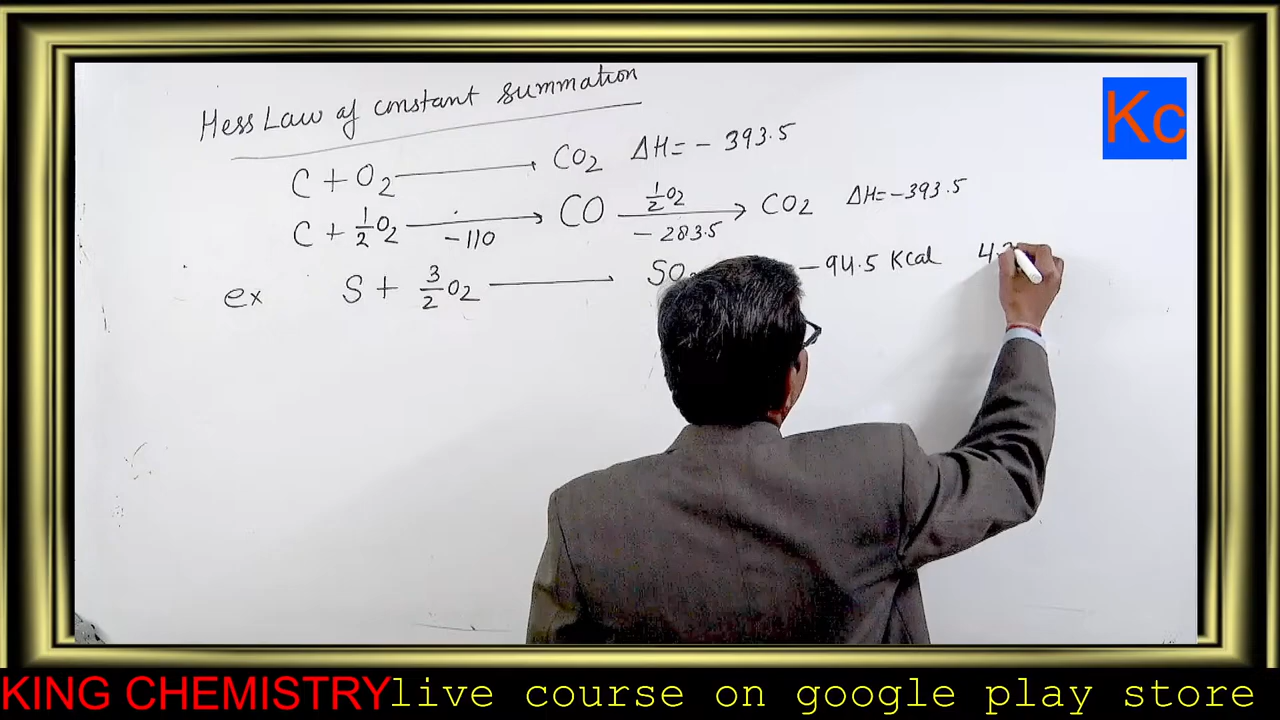 Kc
Hess Law of constant summation
C + O2 ⟶ CO2 ΔH = - 393.5
C + 1/2 O2 ⟶ CO ⟶ CO2 ΔH = -393.5
-110
1/2 O2
- 283.5
ex S + 3/2 O2 ⟶ SO - 94.5 Kcal
KING CHEMISTRY live course on google play store